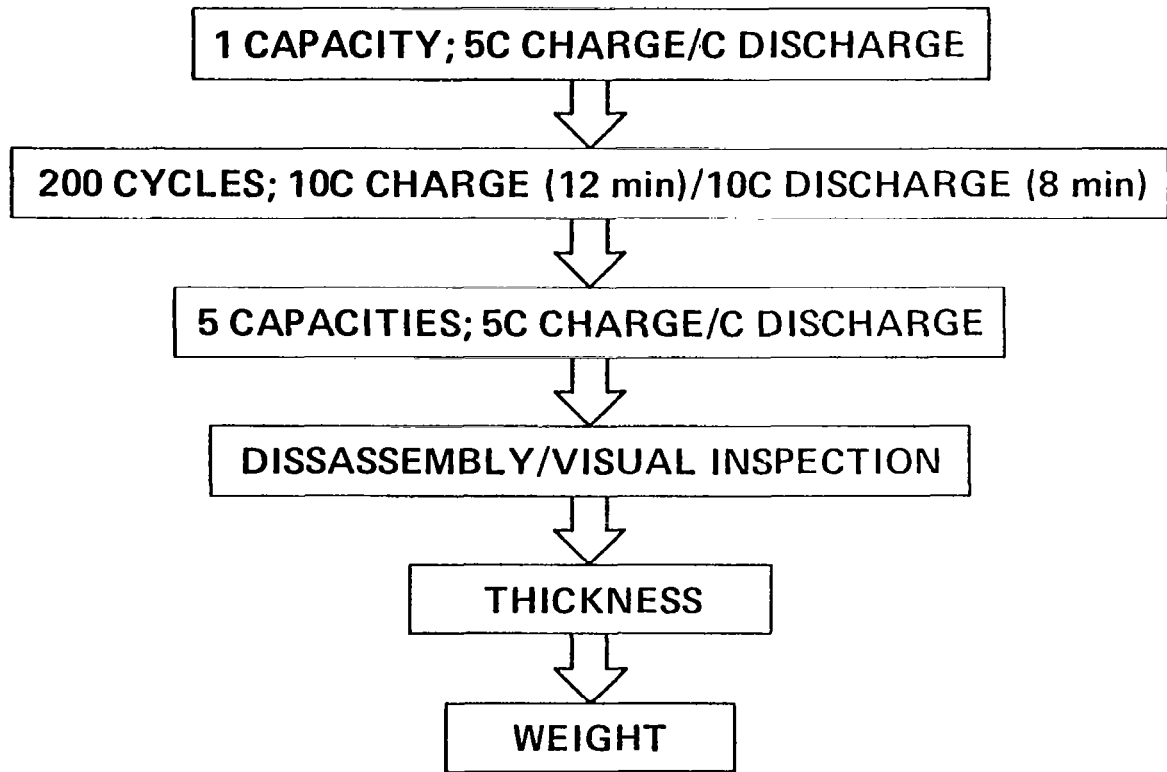 1 CAPACITY; 5C CHARGE/C DISCHARGE
200 CYCLES; 10C CHARGE (12 min)/10C DISCHARGE (8 min)
5 CAPACITIES; 5C CHARGE/C DISCHARGE
DISSASSEMBLY/VISUAL INSPECTION
THICKNESS
WEIGHT